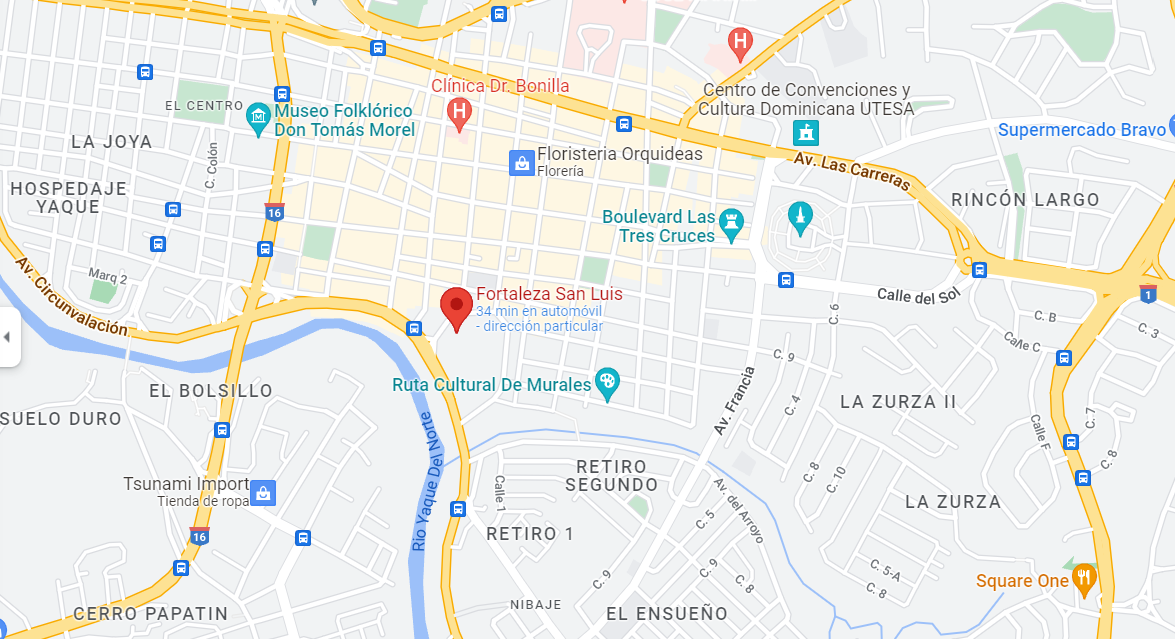 Clínica Dr. Bonilla
Centro de Convenciones y
Cultura Dominicana UTESA
EL CENTRO
Museo Folklórico
Don Tomás Morel
Supermercado Bravo
LA JOYA
C. Colón
Floristeria Orquideas
Florería
Av. Las Carreras
HOSPEDAJE
YAQUE
RINCÓN LARGO
16
Boulevard Las
Tres Cruces
Marq 2
Av. Circunvalación
Calle del Sol
1
Fortaleza San Luis
34 min en automóvil
- dirección particular
C. 6
C. B
C. 3
Calle C
C. 9
EL BOLSILLO
Ruta Cultural De Murales
Av. Francia
C. 4
LA ZURZA II
SUELO DURO
Rio Yaque Del Norte
Calle F
C. 7
C. 8
RETIRO
SEGUNDO
C. 8
C. 10
Tsunami Import
Tienda de ropa
Calle 1
Av. del Arroyo
LA ZURZA
C. 5
RETIRO 1
16
C. 9
C. 9
C. 8
C. 5-A
C. 8
Square One
NIBAJE
CERRO PAPATIN
EL ENSUEÑO
H
H